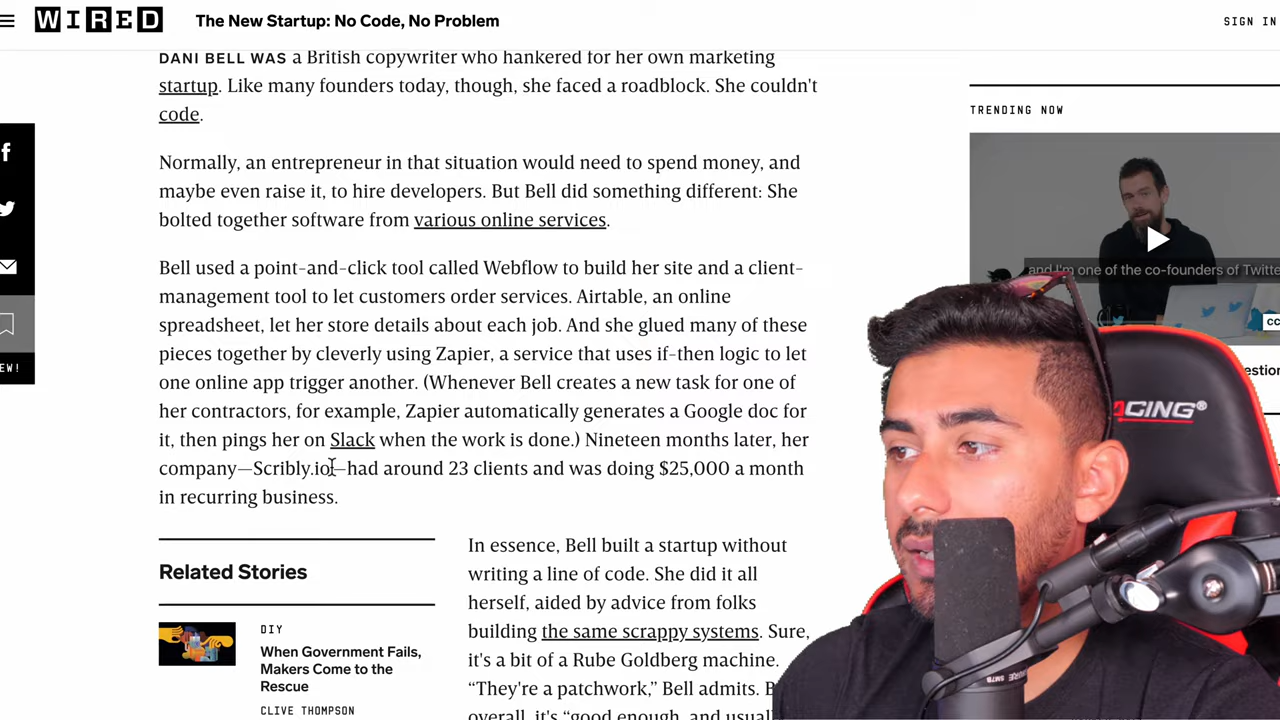 WIRED
The New Startup: No Code, No Problem
SIGN IN
DANI BELL WAS a British copywriter who hankered for her own marketing
startup. Like many founders today, though, she faced a roadblock. She couldn't
code.
Normally, an entrepreneur in that situation would need to spend money, and
maybe even raise it, to hire developers. But Bell did something different: She
bolted together software from various online services.
Bell used a point-and-click tool called Webflow to build her site and a client-
management tool to let customers order services. Airtable, an online
spreadsheet, let her store details about each job. And she glued many of these
pieces together by cleverly using Zapier, a service that uses if-then logic to let
one online app trigger another. (Whenever Bell creates a new task for one of
her contractors, for example, Zapier automatically generates a Google doc for
it, then pings her on Slack when the work is done.) Nineteen months later, her
company—Scribly.io—had around 23 clients and was doing $25,000 a month
in recurring business.
In essence, Bell built a startup without
writing a line of code. She did it all
herself, aided by advice from folks
building the same scrappy systems. Sure,
it's a bit of a Rube Goldberg machine.
“They're a patchwork,” Bell admits. B
overall, it's “good enough, and usual
Related Stories
DIY
When Government Fails,
Makers Come to the
Rescue
CLIVE THOMPSON
TRENDING NOW
and I'm one of the co-founders of Twitte
CC
estion
EW!
ACING®
SM7B